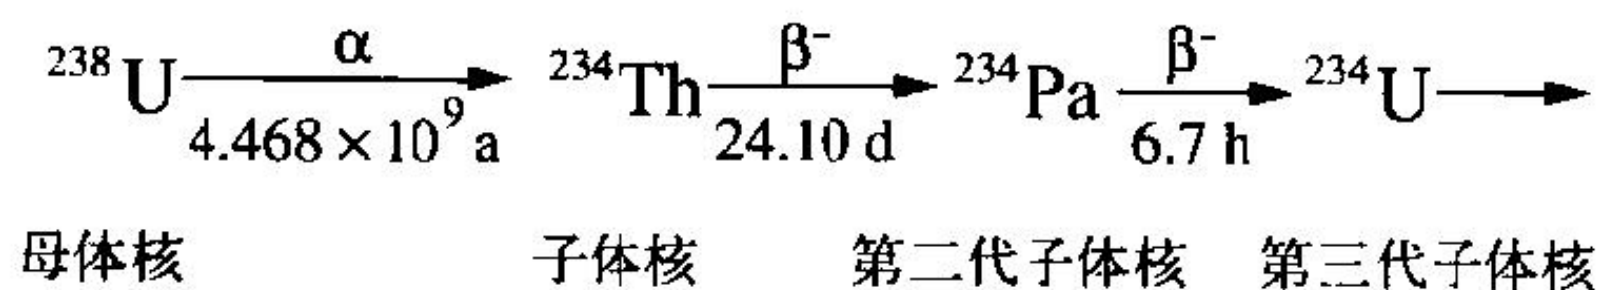 α β⁻ β⁻
²³⁸U ²³⁴Th ²³⁴Pa ²³⁴U
4.468×10⁹ a 24.10 d 6.7 h
母体核 子体核 第二代子体核 第三代子体核